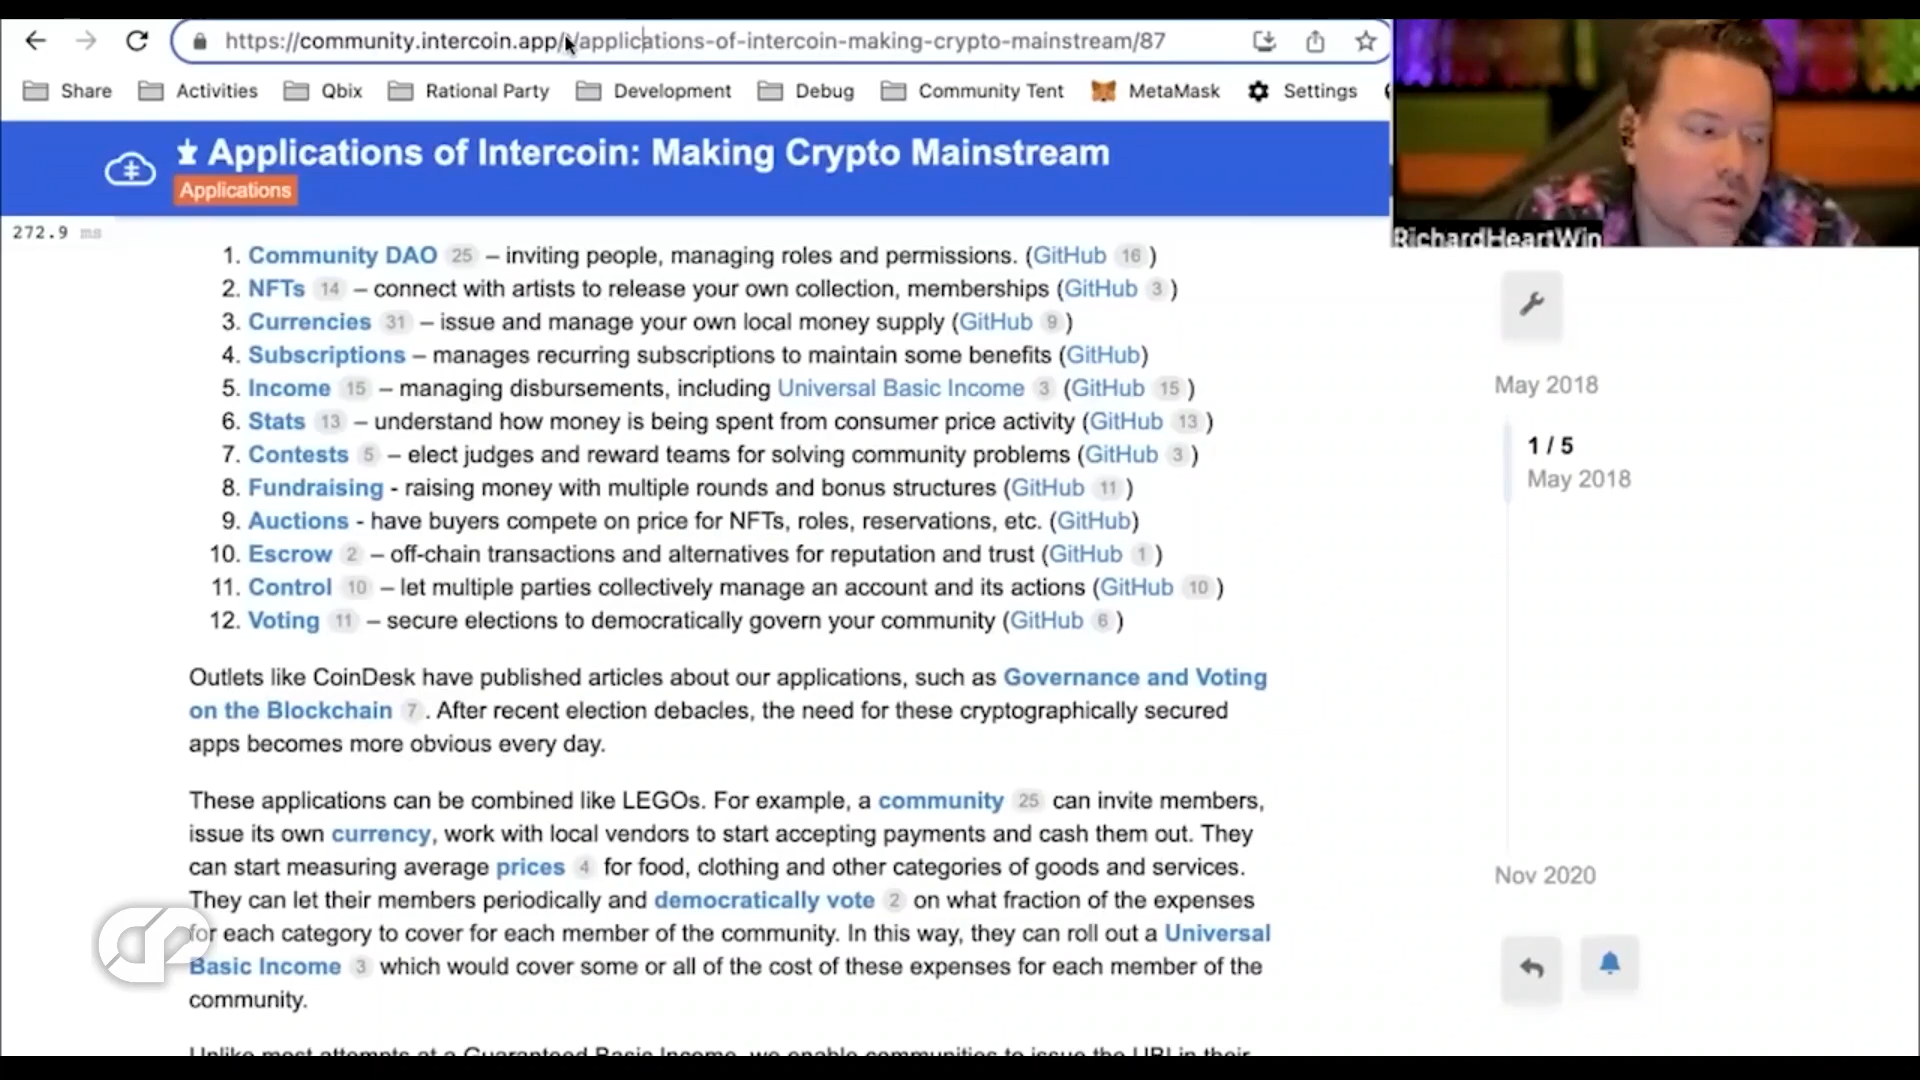 https://community.intercoin.app/t/applications-of-intercoin-making-crypto-mainstream/87
Share Activities Qbix Rational Party Development Debug Community Tent MetaMask Settings
Applications of Intercoin: Making Crypto Mainstream
Applications
RichardHeartWin
272.9 ms
1. Community DAO 25 – inviting people, managing roles and permissions. (GitHub 16 )
2. NFTs 14 – connect with artists to release your own collection, memberships (GitHub 3 )
3. Currencies 31 – issue and manage your own local money supply (GitHub 9 )
4. Subscriptions – manages recurring subscriptions to maintain some benefits (GitHub)
5. Income 15 – managing disbursements, including Universal Basic Income 3 (GitHub 15 )
6. Stats 13 – understand how money is being spent from consumer price activity (GitHub 13 )
7. Contests 5 – elect judges and reward teams for solving community problems (GitHub 3 )
8. Fundraising - raising money with multiple rounds and bonus structures (GitHub 11 )
9. Auctions - have buyers compete on price for NFTs, roles, reservations, etc. (GitHub)
10. Escrow 2 – off-chain transactions and alternatives for reputation and trust (GitHub 1 )
11. Control 10 – let multiple parties collectively manage an account and its actions (GitHub 10 )
12. Voting 11 – secure elections to democratically govern your community (GitHub 6 )
Outlets like CoinDesk have published articles about our applications, such as Governance and Voting
on the Blockchain 7 . After recent election debacles, the need for these cryptographically secured
apps becomes more obvious every day.
These applications can be combined like LEGOs. For example, a community 25 can invite members,
issue its own currency, work with local vendors to start accepting payments and cash them out. They
can start measuring average prices 4 for food, clothing and other categories of goods and services.
They can let their members periodically and democratically vote 2 on what fraction of the expenses
for each category to cover for each member of the community. In this way, they can roll out a Universal
Basic Income 3 which would cover some or all of the cost of these expenses for each member of the
community.
Unlike most attempts at a Guaranteed Basic Income, we enable communities to issue the UBI in their
May 2018
1 / 5
May 2018
Nov 2020